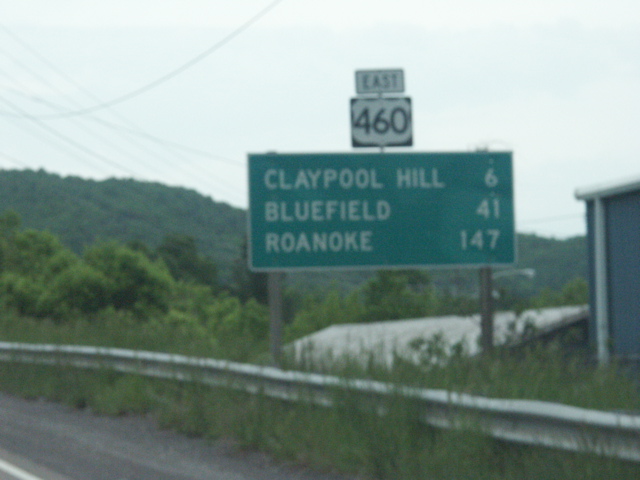 EAST
460
CLAYPOOL HILL 6
BLUEFIELD 41
ROANOKE 147